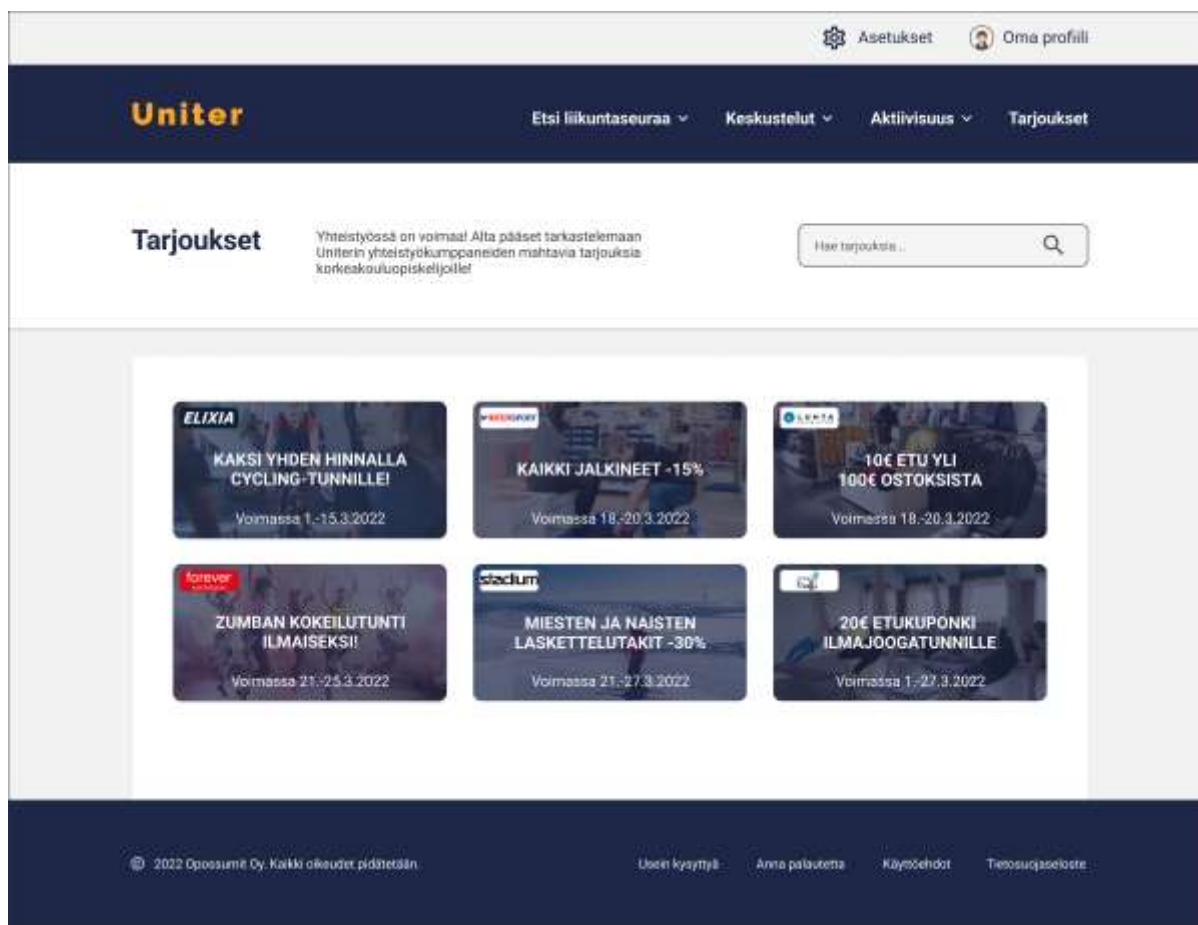 Asetukset
Oma profiili
Uniter
Etsi liikuntaseuraa
Keskustelut
Aktiivisuus
Tarjoukset
Tarjoukset
Yhteistyössä on voimaa! Alta pääset tarkastelemaan
Uniterin yhteistyökumppaneiden mahtavia tarjouksia
korkeakouluopiskelijoille!
Hae tarjouksia...
ELIXIA
KAKSI YHDEN HINNALLA
CYCLING-TUNNILLE!
Voimassa 1.-15.3.2022
INTERSPORT
KAIKKI JALKINEET -15%
Voimassa 18.-20.3.2022
LUHTA
10€ ETU YLI
100€ OSTOKSISTA
Voimassa 18.-20.3.2022
forever
ZUMBAN KOKEILUTUNTI
ILMAISEKSI!
Voimassa 21.-25.3.2022
stadium
MIESTEN JA NAISTEN
LASKETTELUTAKIT -30%
Voimassa 21.-27.3.2022
20€ ETUKUPONKI
ILMAJOOGATUNNILLE
Voimassa 1.-27.3.2022
© 2022 Opossumit Oy. Kaikki oikeudet pidätetään.
Usein kysyttyä
Anna palautetta
Käyttöehdot
Tietosuojaseloste